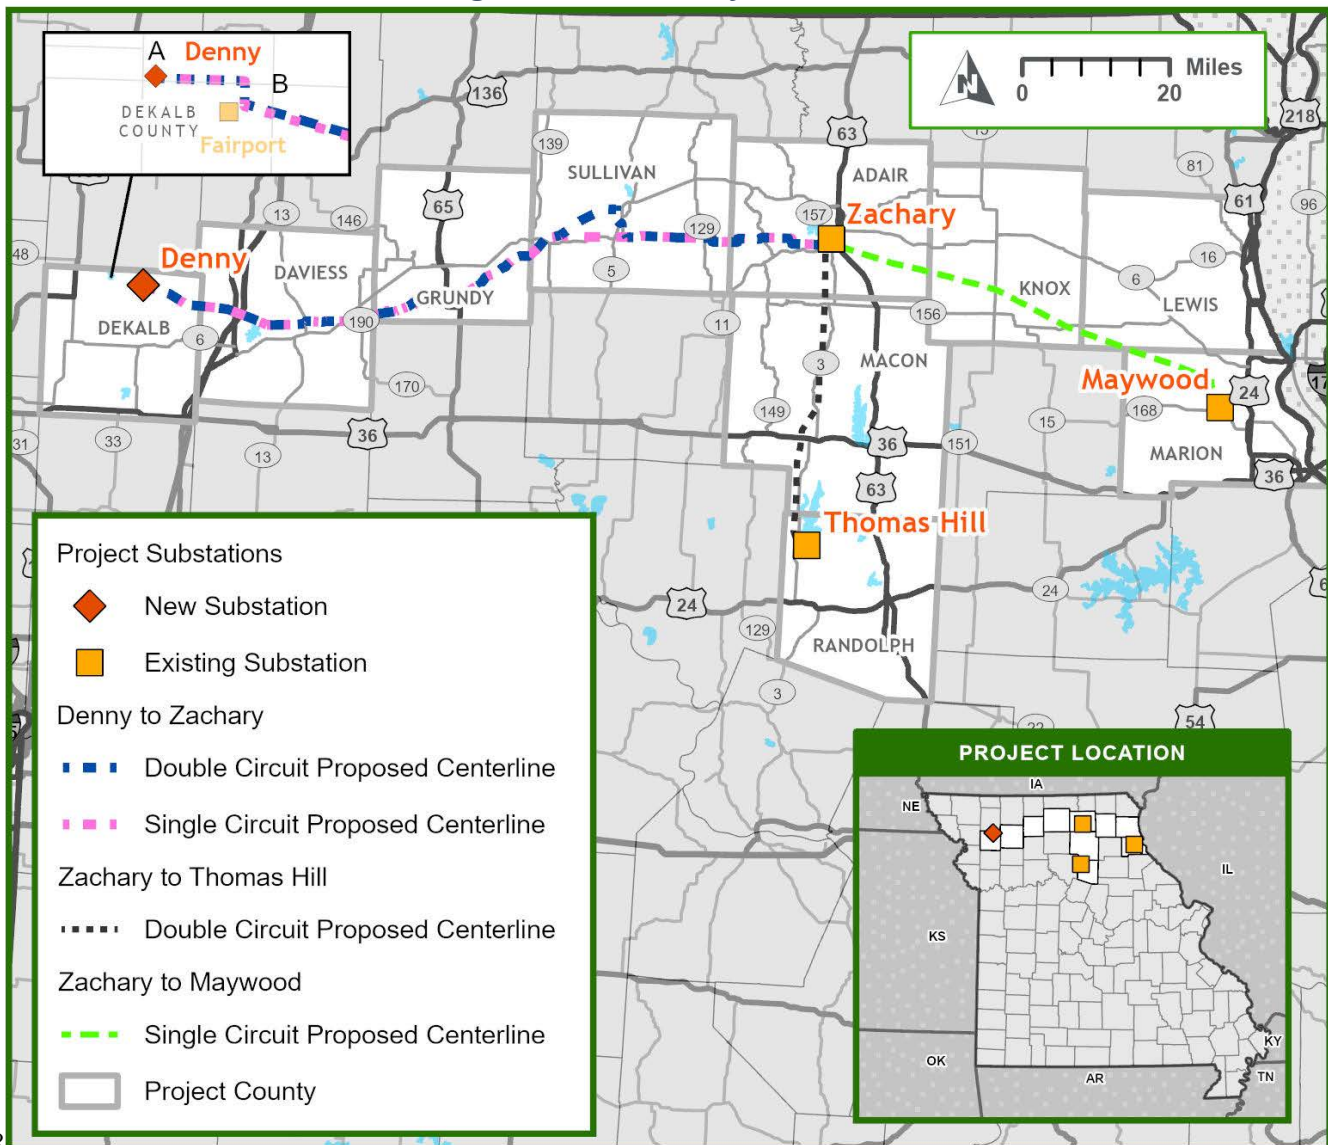 A
Denny
B
DEKALB
COUNTY
Fairport
N
0
20
Miles
136
218
63
139
SULLIVAN
ADAIR
81
61
96
65
13
146
157
Zachary
129
48
Denny
DAVIESS
5
6
16
GRUNDY
KNOX
LEWIS
DEKALB
190
6
11
156
3
MACON
Maywood
24
170
149
168
15
31
33
36
13
36
151
MARION
36
63
Thomas Hill
24
24
129
RANDOLPH
3
54
22
Project Substations
New Substation
Existing Substation
Denny to Zachary
Double Circuit Proposed Centerline
Single Circuit Proposed Centerline
Zachary to Thomas Hill
Double Circuit Proposed Centerline
Zachary to Maywood
Single Circuit Proposed Centerline
Project County
PROJECT LOCATION
IA
NE
IL
KS
KY
OK
AR
TN